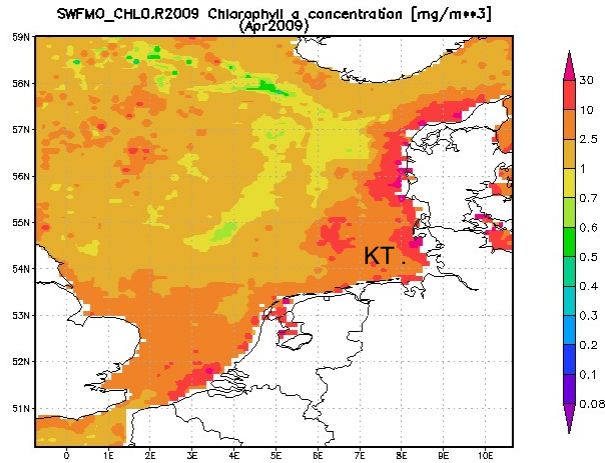 SWFMO_CHLO.R2009 Chlorophyll a concentration [mg/m**3]
(Apr2009)
59N
58N
57N
56N
55N
54N
53N
52N
51N
KT .
0 1E 2E 3E 4E 5E 6E 7E 8E 9E 10E
30
10
2.5
1
0.7
0.6
0.5
0.4
0.3
0.2
0.1
0.08